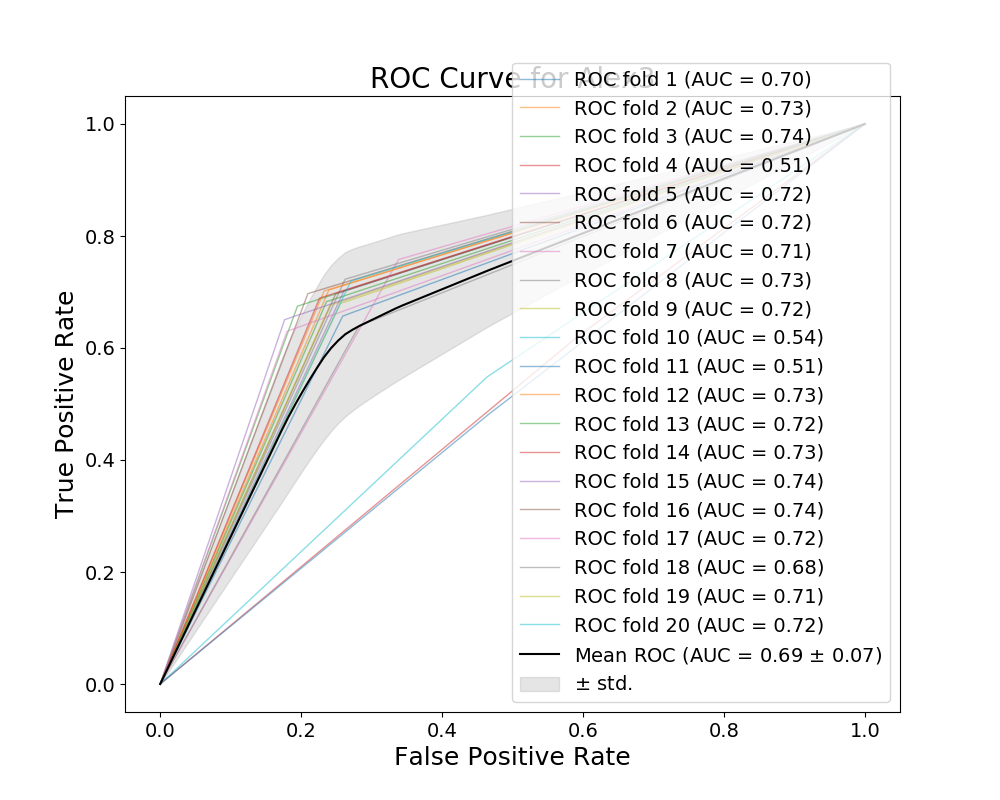 ROC Curve for Alex3
ROC fold 1 (AUC = 0.70)
ROC fold 2 (AUC = 0.73)
ROC fold 3 (AUC = 0.74)
ROC fold 4 (AUC = 0.51)
ROC fold 5 (AUC = 0.72)
ROC fold 6 (AUC = 0.72)
ROC fold 7 (AUC = 0.71)
ROC fold 8 (AUC = 0.73)
ROC fold 9 (AUC = 0.72)
ROC fold 10 (AUC = 0.54)
ROC fold 11 (AUC = 0.51)
ROC fold 12 (AUC = 0.73)
ROC fold 13 (AUC = 0.72)
ROC fold 14 (AUC = 0.73)
ROC fold 15 (AUC = 0.74)
ROC fold 16 (AUC = 0.74)
ROC fold 17 (AUC = 0.72)
ROC fold 18 (AUC = 0.68)
ROC fold 19 (AUC = 0.71)
ROC fold 20 (AUC = 0.72)
Mean ROC (AUC = 0.69 ± 0.07)
± std.
True Positive Rate
1.0
0.8
0.6
0.4
0.2
0.0
0.0 0.2 0.4 0.6 0.8 1.0
False Positive Rate